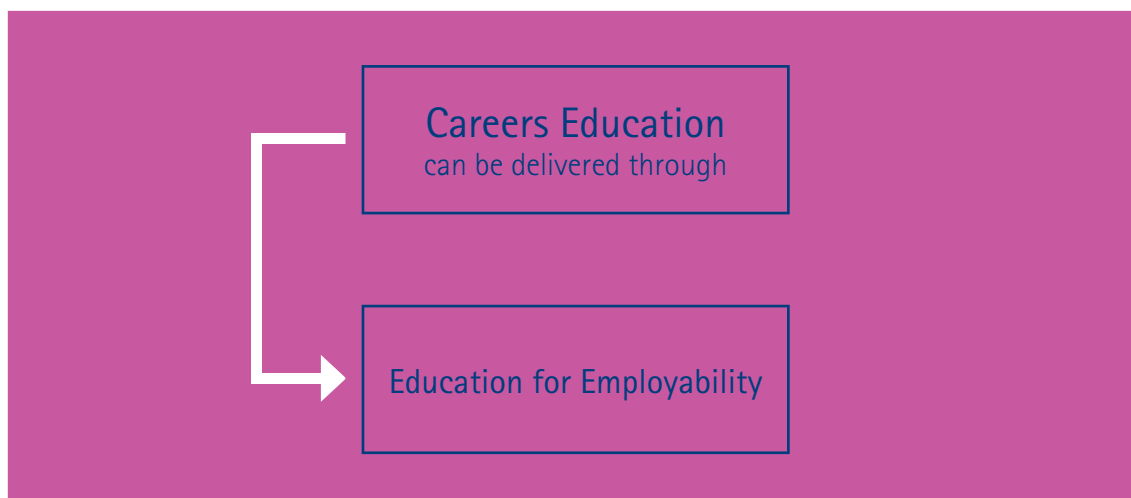 Careers Education
can be delivered through
Education for Employability